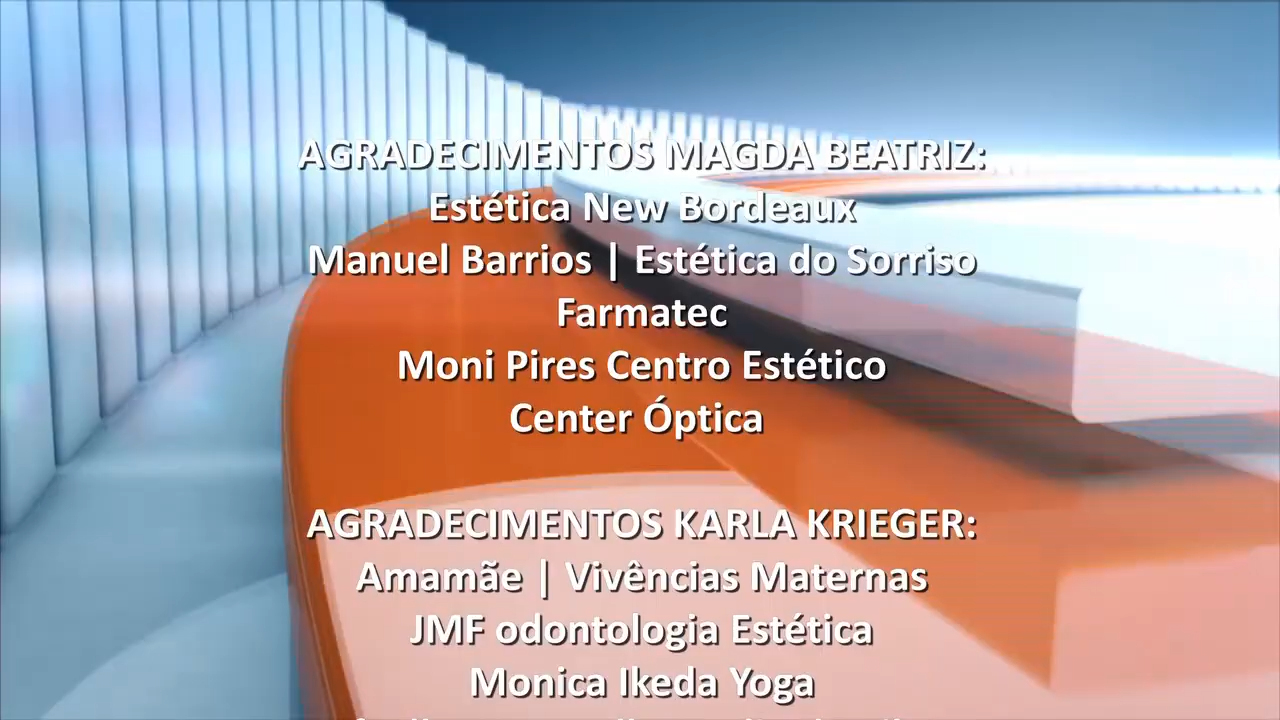 AGRADECIMENTOS MAGDA BEATRIZ:
Estética New Bordeaux
Manuel Barrios | Estética do Sorriso
Farmatec
Moni Pires Centro Estético
Center Óptica
AGRADECIMENTOS KARLA KRIEGER:
Amamãe | Vivências Maternas
JMF odontologia Estética
Monica Ikeda Yoga